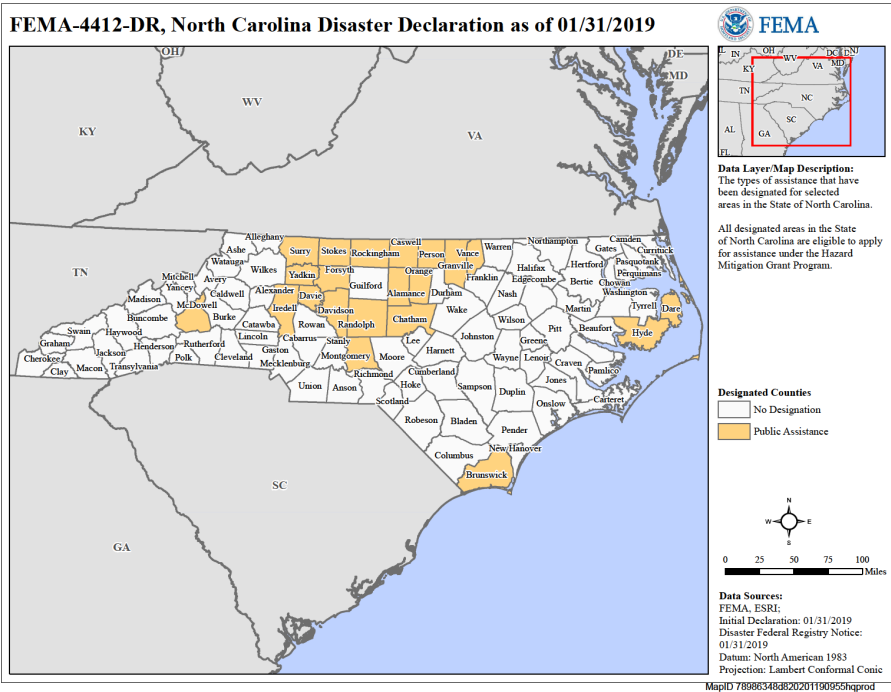 FEMA-4412-DR, North Carolina Disaster Declaration as of 01/31/2019
FEMA
OH
WV
KY
VA
DE
MD
TN
SC
GA
Alleghany
Ashe
Surry
Stokes
Rockingham
Caswell
Person
Vance
Warren
Northampton
Camden
Gates
Currituck
Watauga
Wilkes
Yadkin
Forsyth
Guilford
Orange
Granville
Franklin
Halifax
Hertford
Pasquotank
Perquimans
Mitchell
Avery
Yancey
Caldwell
Alexander
Davie
Alamance
Durham
Nash
Edgecombe
Bertie
Chowan
Washington
Madison
McDowell
Burke
Iredell
Davidson
Randolph
Chatham
Wake
Wilson
Martin
Tyrrell
Dare
Buncombe
Catawba
Rowan
Swain
Haywood
Lincoln
Cabarrus
Stanly
Lee
Johnston
Greene
Pitt
Beaufort
Hyde
Graham
Jackson
Henderson
Rutherford
Gaston
Montgomery
Moore
Harnett
Wayne
Lenoir
Craven
Pamlico
Cherokee
Clay
Macon
Transylvania
Polk
Cleveland
Mecklenburg
Richmond
Cumberland
Union
Anson
Hoke
Scotland
Sampson
Duplin
Jones
Onslow
Carteret
Robeson
Bladen
Pender
Columbus
New Hanover
Brunswick
IN
OH
WV
DC
NJ
KY
VA
MD
TN
NC
SC
AL
GA
FL
Data Layer/Map Description:
The types of assistance that have
been designated for selected
areas in the State of North Carolina.
All designated areas in the State
of North Carolina are eligible to apply
for assistance under the Hazard
Mitigation Grant Program.
Designated Counties
No Designation
Public Assistance
N
W
E
S
0 25 50 75 100
Miles
Data Sources:
FEMA, ESRI;
Initial Declaration: 01/31/2019
Disaster Federal Registry Notice:
01/31/2019
Datum: North American 1983
Projection: Lambert Conformal Conic
MapID 78986348d820201190955hqprod